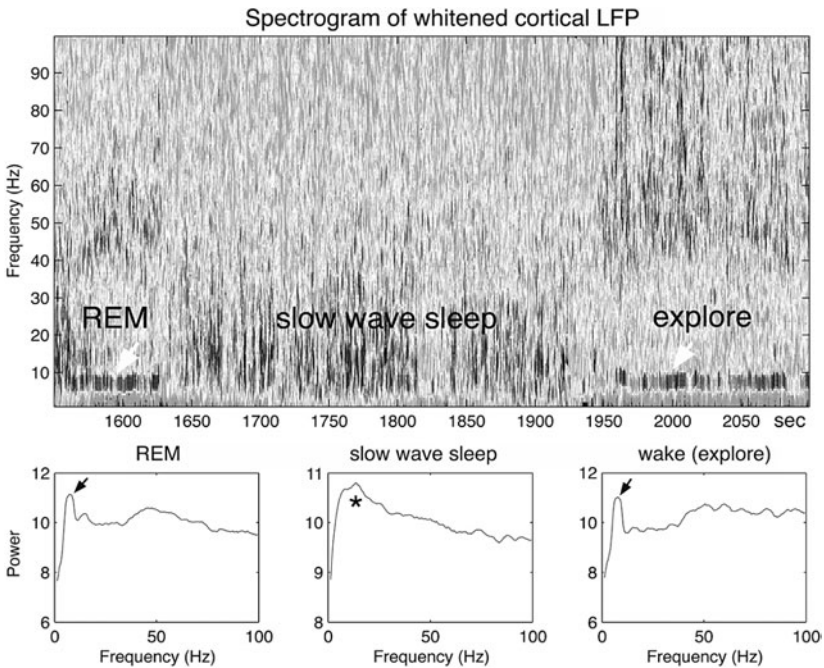 Spectrogram of whitened cortical LFP
Frequency (Hz)
90
80
70
60
50
40
30
20
10
REM
slow wave sleep
explore
1600 1650 1700 1750 1800 1850 1900 1950 2000 2050 sec
REM
slow wave sleep
wake (explore)
Power
12
10
8
6
0 50 100
Frequency (Hz)
11
10
9
8
0 50 100
Frequency (Hz)
*
12
10
8
6
0 50 100
Frequency (Hz)